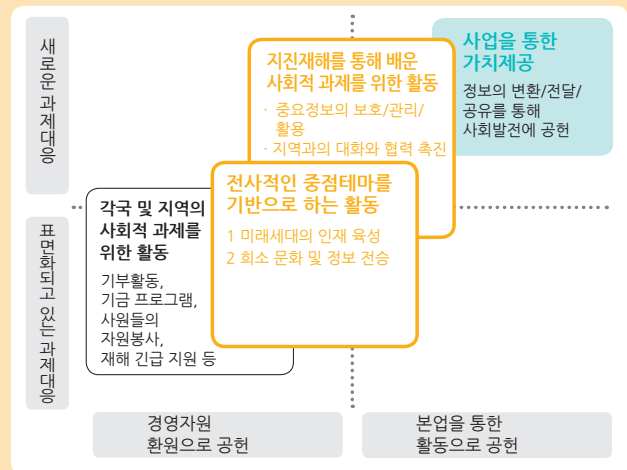 새로운 과제대응
지진재해를 통해 배운
사회적 과제를 위한 활동
· 중요정보의 보호/관리/
활용
· 지역과의 대화와 협력 촉진
사업을 통한
가치제공
정보의 변환/전달/
공유를 통해
사회발전에 공헌
전사적인 중점테마를
기반으로 하는 활동
1 미래세대의 인재 육성
2 희소 문화 및 정보 전승
각국 및 지역의
사회적 과제를
위한 활동
기부활동,
기금 프로그램,
사원들의
자원봉사,
재해 긴급 지원 등
표면화되고 있는 과제대응
경영자원
환원으로 공헌
본업을 통한
활동으로 공헌